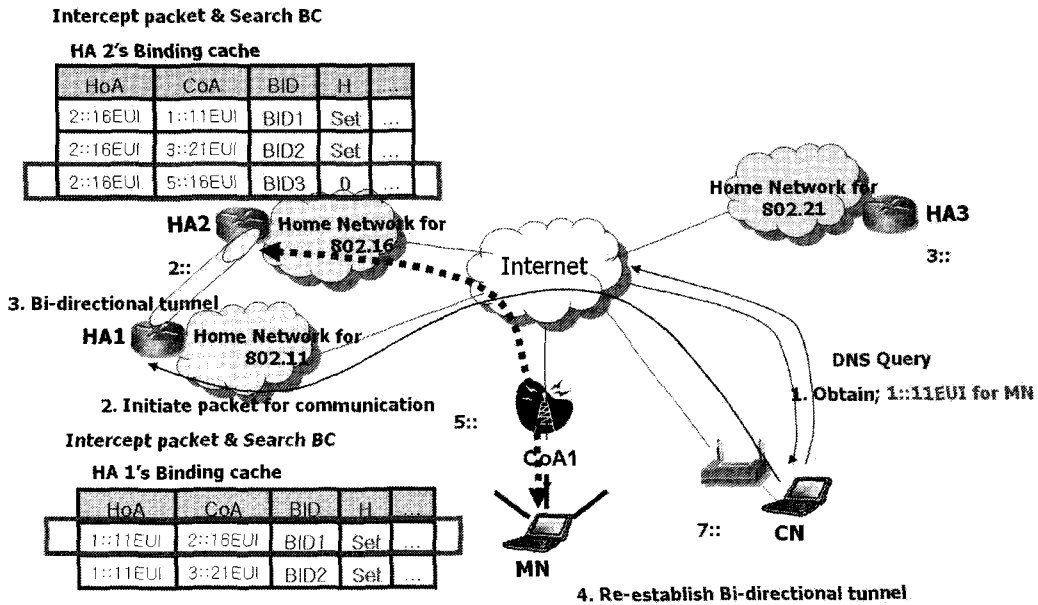 Intercept packet & Search BC
HA 2's Binding cache
HoA CoA BID H ...
2::16EUI 1::11EUI BID1 Set ...
2::16EUI 3::21EUI BID2 Set ...
2::16EUI 5::16EUI BID3 0 ...
HA2
Home Network for
802.16
2::
Internet
Home Network for
802.21
HA3
3::
3. Bi-directional tunnel
HA1
Home Network for
802.11
DNS Query
1. Obtain; 1::11EUI for MN
2. Initiate packet for communication
5::
CoA1
Intercept packet & Search BC
HA 1's Binding cache
HoA CoA BID H ...
1::11EUI 2::16EUI BID1 Set ...
1::11EUI 3::21EUI BID2 Set ...
MN
7::
CN
4. Re-establish Bi-directional tunnel